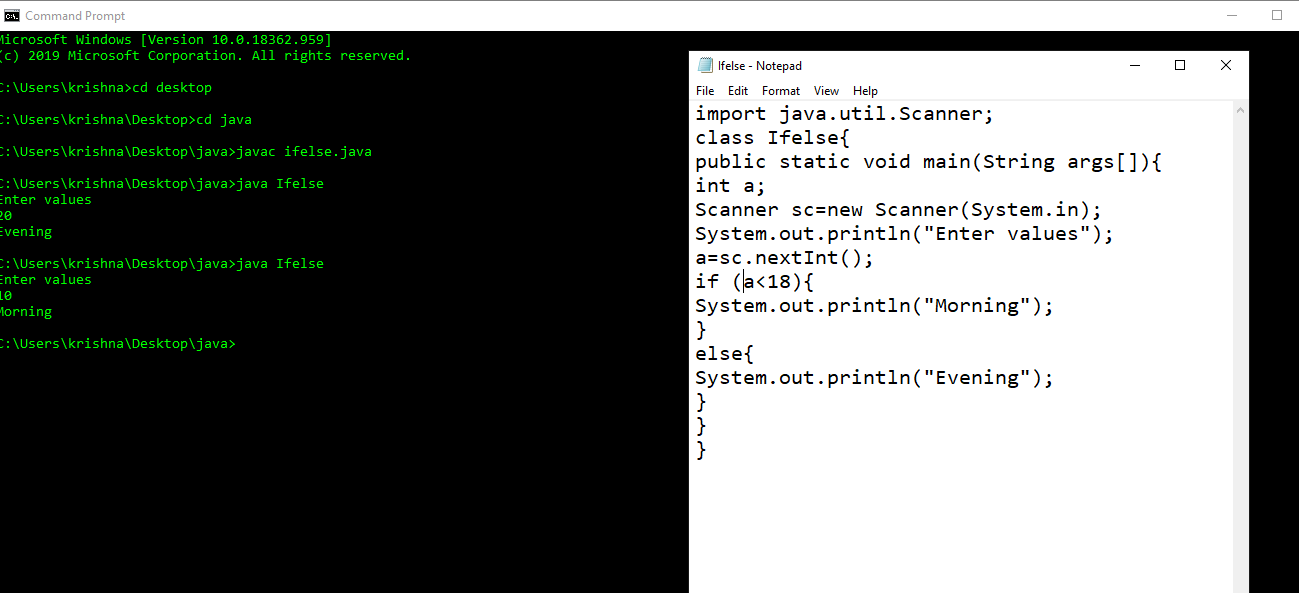 Command Prompt
Microsoft Windows [Version 10.0.18362.959]
(c) 2019 Microsoft Corporation. All rights reserved.
C:\Users\krishna>cd desktop
C:\Users\krishna\Desktop>cd java
C:\Users\krishna\Desktop\java>javac ifelse.java
C:\Users\krishna\Desktop\java>java Ifelse
Enter values
20
Evening
C:\Users\krishna\Desktop\java>java Ifelse
Enter values
10
Morning
C:\Users\krishna\Desktop\java>
Ifelse - Notepad
File Edit Format View Help
import java.util.Scanner;
class Ifelse{
public static void main(String args[]){
int a;
Scanner sc=new Scanner(System.in);
System.out.println("Enter values");
a=sc.nextInt();
if (a<18){
System.out.println("Morning");
}
else{
System.out.println("Evening");
}
}
}